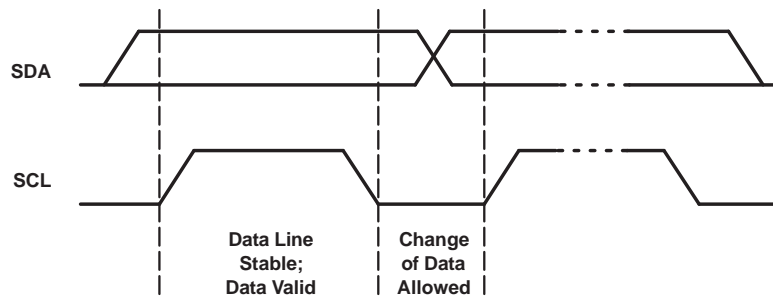 SDA
SCL
Data Line
Stable;
Data Valid
Change
of Data
Allowed